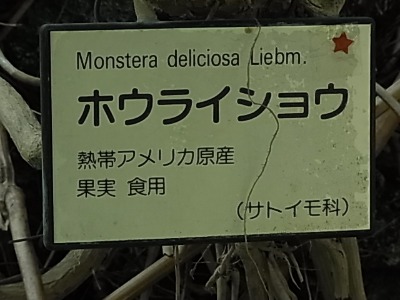 Monstera deliciosa Liebm.
ホウライショウ
熱帯アメリカ原産
果実 食用
（サトイモ科）